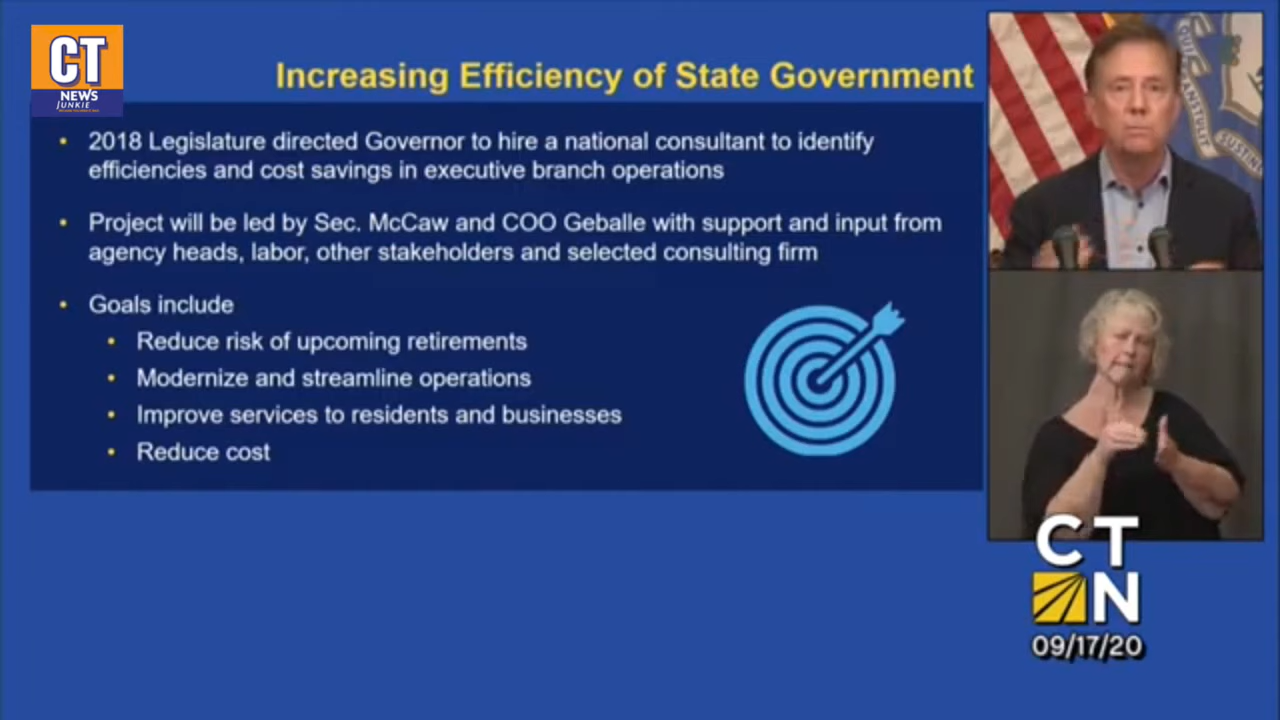 CT
NEWS
JUNKIE
Increasing Efficiency of State Government
• 2018 Legislature directed Governor to hire a national consultant to identify
efficiencies and cost savings in executive branch operations
• Project will be led by Sec. McCaw and COO Geballe with support and input from
agency heads, labor, other stakeholders and selected consulting firm
• Goals include
• Reduce risk of upcoming retirements
• Modernize and streamline operations
• Improve services to residents and businesses
• Reduce cost
CT
N
09/17/20